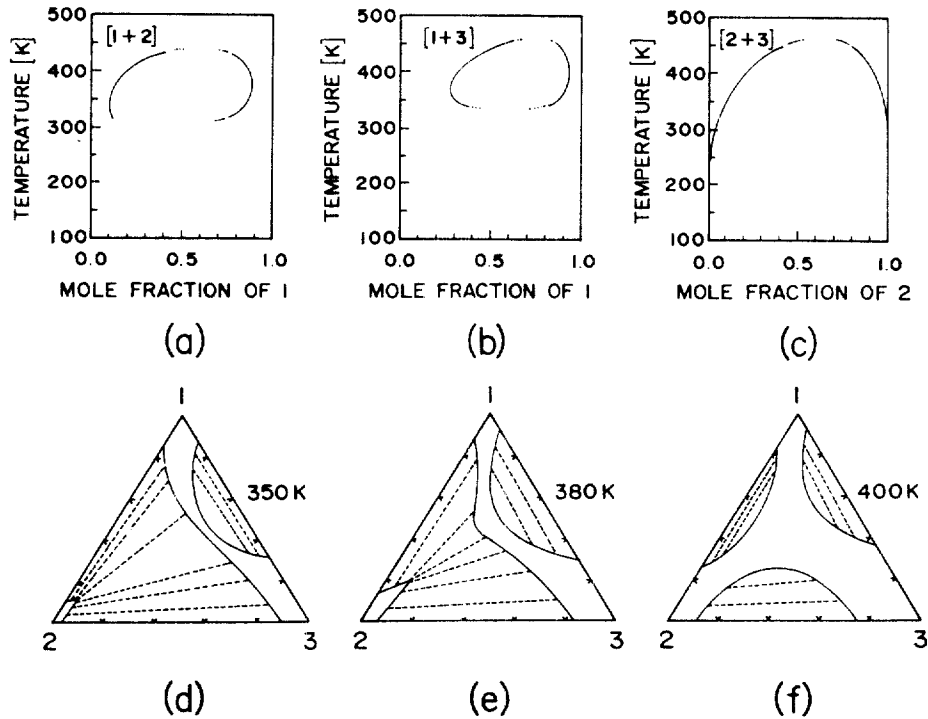 TEMPERATURE [K]
500
400
300
200
100
[1+2]
0.0 0.5 1.0
MOLE FRACTION OF 1
(a)
TEMPERATURE [K]
500
400
300
200
100
[1+3]
0.0 0.5 1.0
MOLE FRACTION OF 1
(b)
TEMPERATURE [K]
500
400
300
200
100
[2+3]
0.0 0.5 1.0
MOLE FRACTION OF 2
(c)
1
350K
2 3
(d)
1
380K
2 3
(e)
1
400K
2 3
(f)